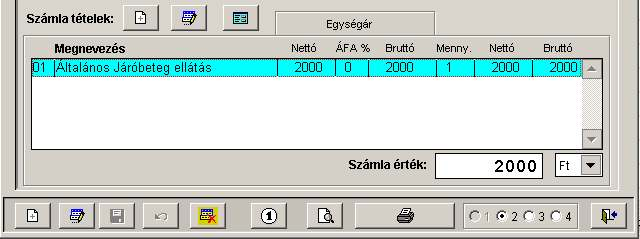 Számla tételek:
Egységár
Megnevezés Nettó ÁFA % Bruttó Menny. Nettó Bruttó
01 Általános Járóbeteg ellátás 2000 0 2000 1 2000 2000
Számla érték: 2000 Ft
1 1 2 3 4